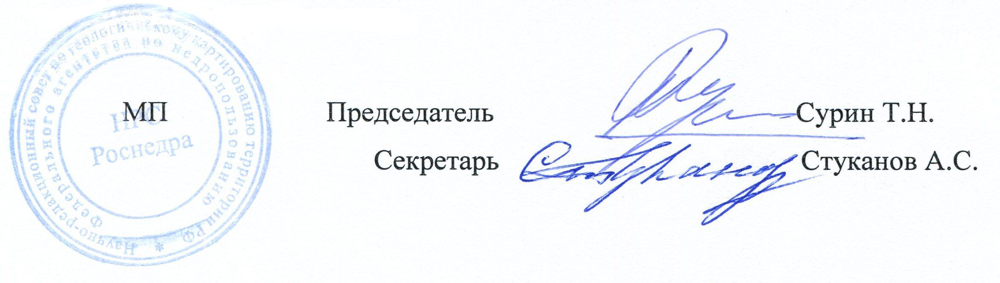 Научно-редакционный совет по геологическому картированию территории РФ *
Федерального агентства по недропользованию
НРС
Роснедра
МП
Председатель Сурин Т.Н.
Секретарь Стуканов Стуканов А.С.